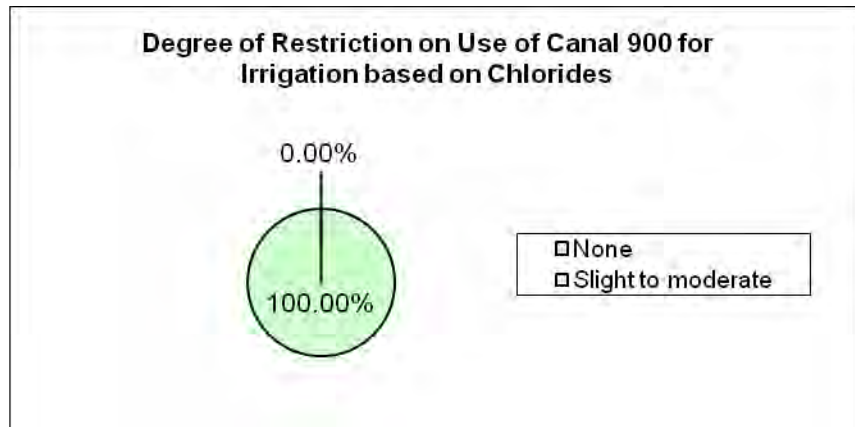 Degree of Restriction on Use of Canal 900 for
Irrigation based on Chlorides
0.00%
100.00%
None
Slight to moderate